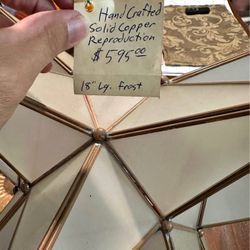 Hand Crafted
Solid Copper
Reproduction
$595.00
18" Lg. Frost